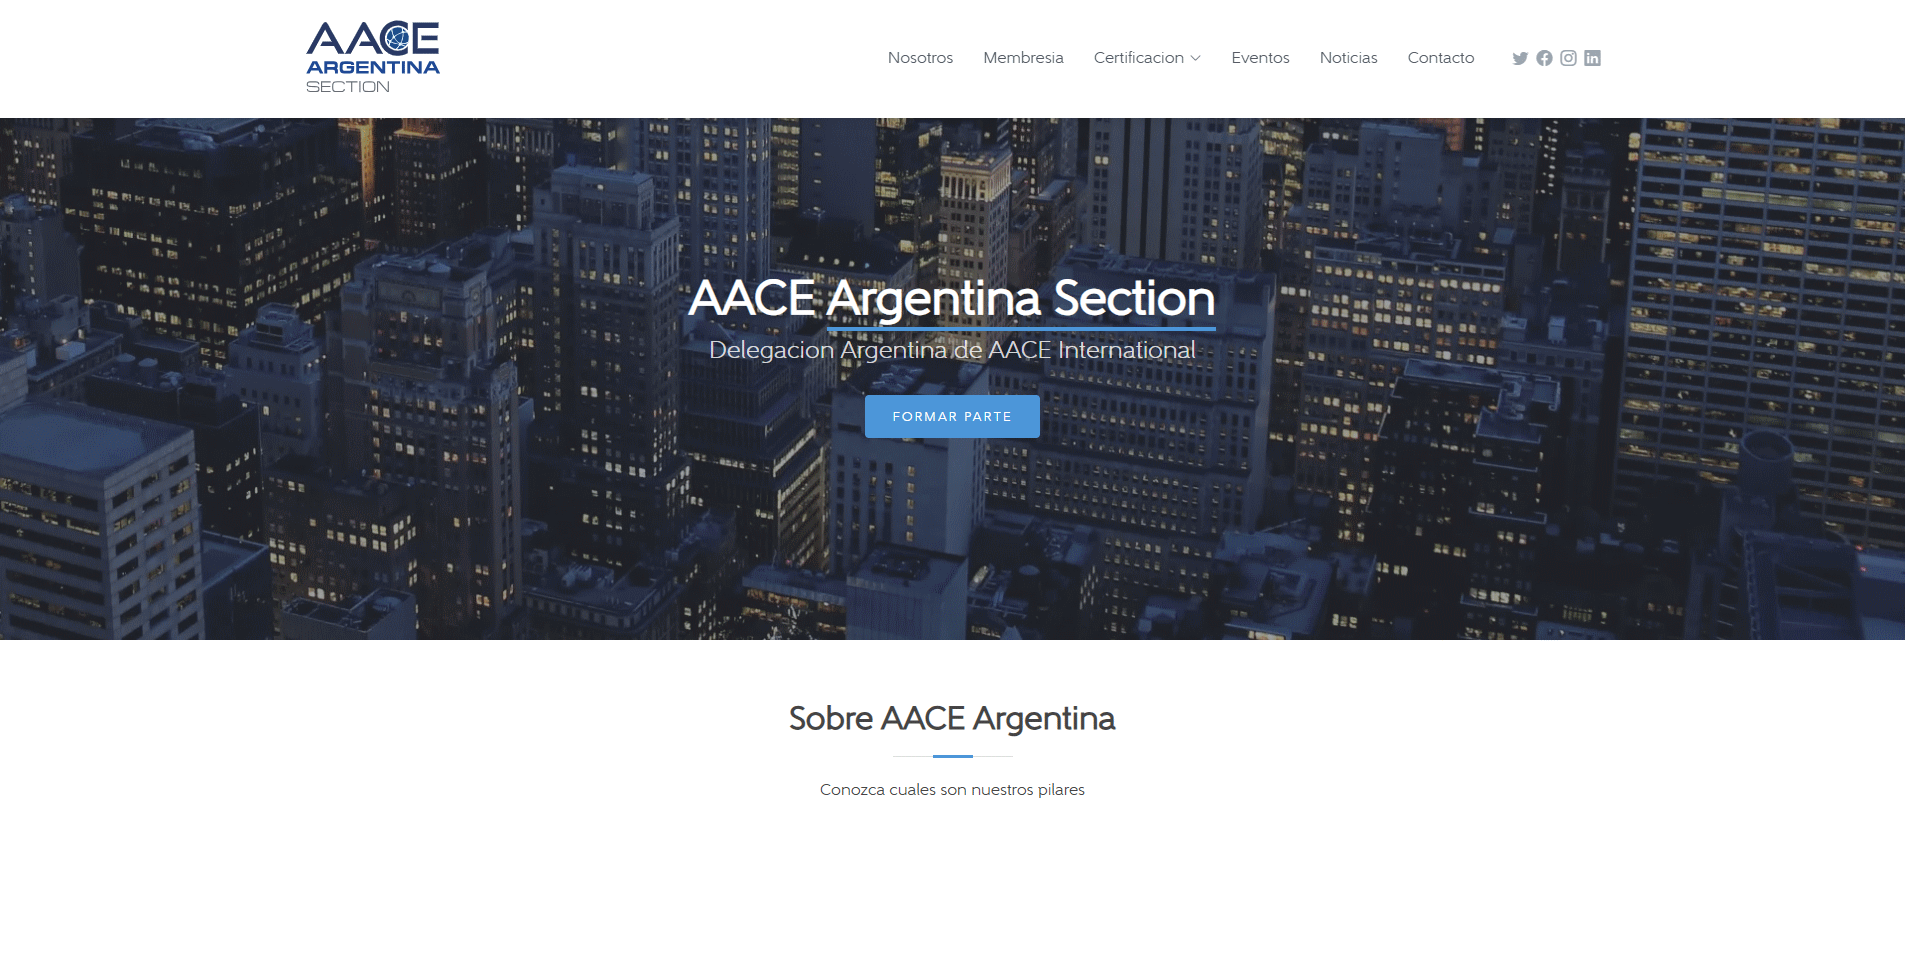 AACE
ARGENTINA
SECTION
Nosotros Membresia Certificacion Eventos Noticias Contacto
AACE Argentina Section
Delegacion Argentina de AACE International
FORMAR PARTE
Sobre AACE Argentina
Conozca cuales son nuestros pilares